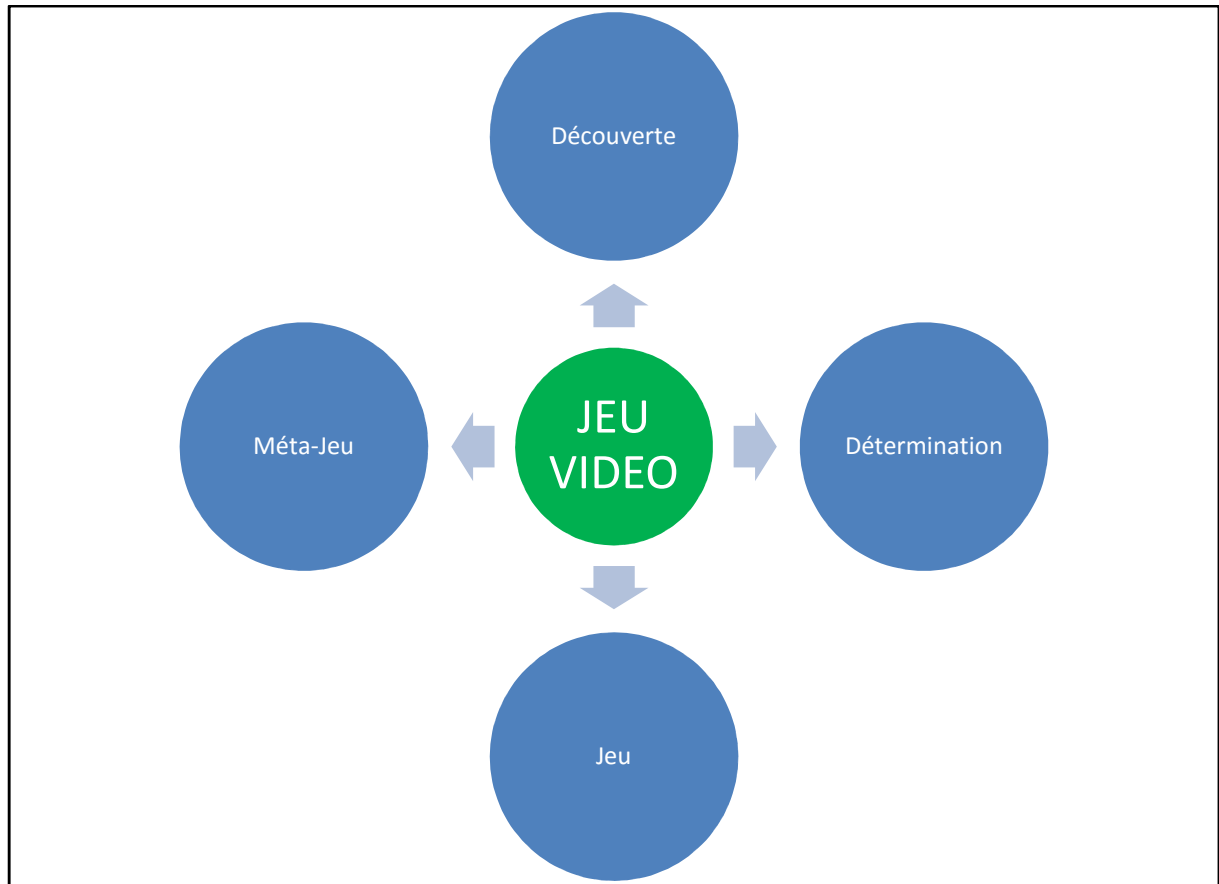 Découverte
Méta-Jeu
JEU
VIDEO
Détermination
Jeu